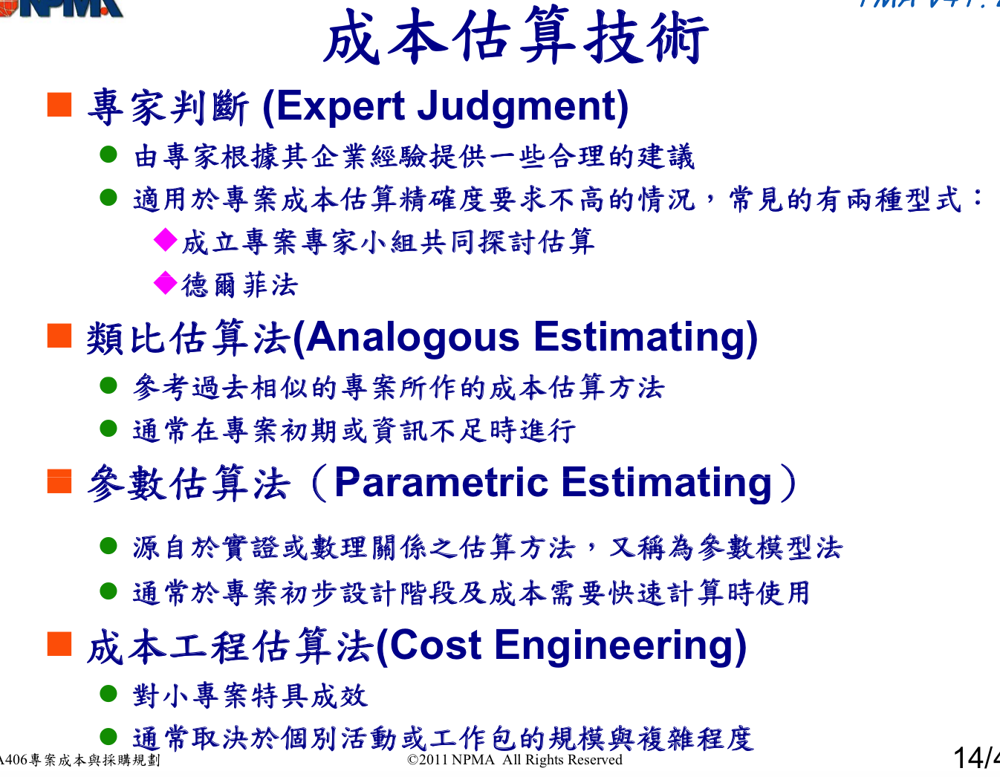 NPMA
成本估算技術
專家判斷 (Expert Judgment)
由專家根據其企業經驗提供一些合理的建議
適用於專案成本估算精確度要求不高的情況，常見的有兩種型式：
成立專案專家小組共同探討估算
德爾菲法
類比估算法(Analogous Estimating)
參考過去相似的專案所作的成本估算方法
通常在專案初期或資訊不足時進行
參數估算法（Parametric Estimating）
源自於實證或數理關係之估算方法，又稱為參數模型法
通常於專案初步設計階段及成本需要快速計算時使用
成本工程估算法(Cost Engineering)
對小專案特具成效
通常取決於個別活動或工作包的規模與複雜程度
A406專案成本與採購規劃
©2011 NPMA All Rights Reserved
14/4